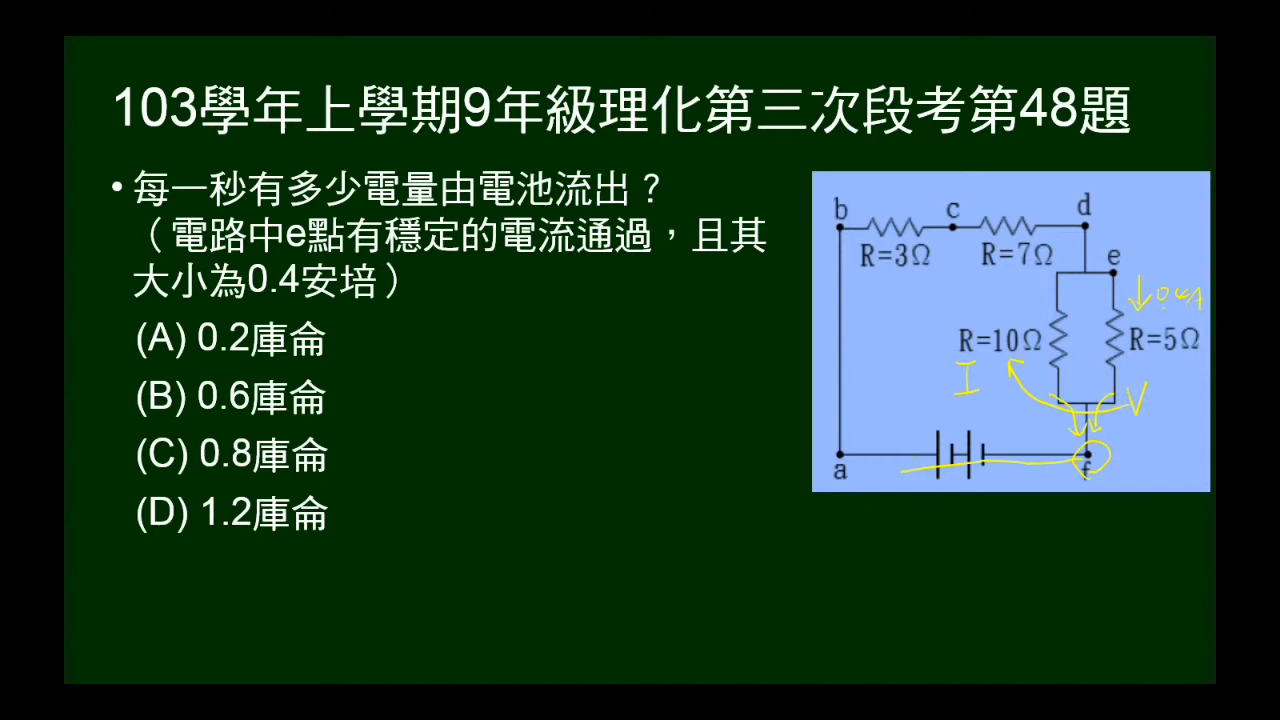 103學年上學期9年級理化第三次段考第48題
• 每一秒有多少電量由電池流出？
（電路中e點有穩定的電流通過，且其
大小為0.4安培）
(A) 0.2庫侖
(B) 0.6庫侖
(C) 0.8庫侖
(D) 1.2庫侖
b c d
R=3Ω R=7Ω
e
0.4A
R=10Ω R=5Ω
I V
a f